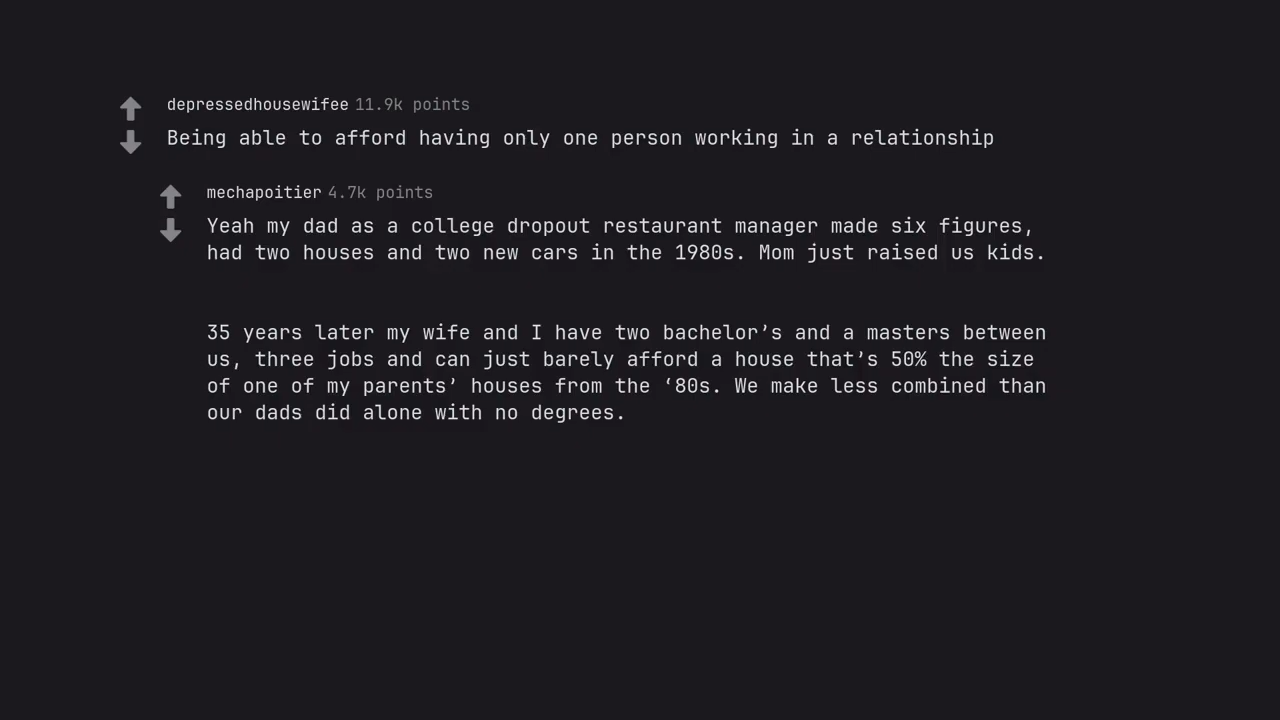 depressedhousewifee 11.9k points
Being able to afford having only one person working in a relationship
mechapoitier 4.7k points
Yeah my dad as a college dropout restaurant manager made six figures,
had two houses and two new cars in the 1980s. Mom just raised us kids.
35 years later my wife and I have two bachelor’s and a masters between
us, three jobs and can just barely afford a house that’s 50% the size
of one of my parents’ houses from the ‘80s. We make less combined than
our dads did alone with no degrees.